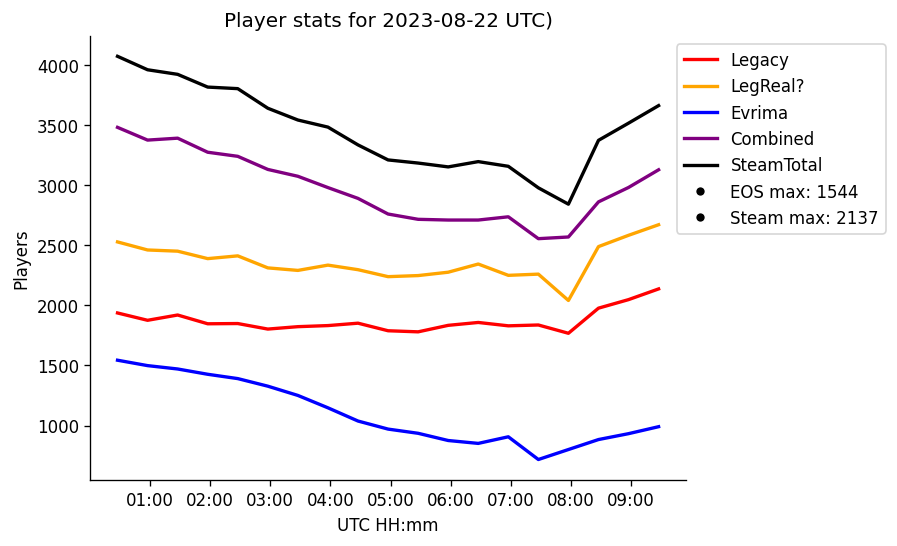 Player stats for 2023-08-22 UTC)
4000
3500
3000
2500
2000
1500
1000
Players
01:00 02:00 03:00 04:00 05:00 06:00 07:00 08:00 09:00
UTC HH:mm
Legacy
LegReal?
Evrima
Combined
SteamTotal
EOS max: 1544
Steam max: 2137